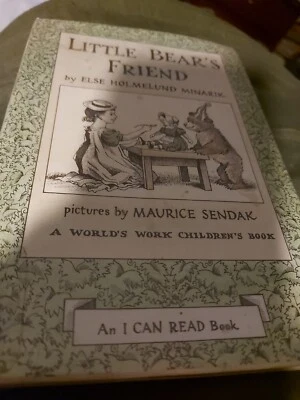 LITTLE BEAR'S
FRIEND
by ELSE HOLMELUND MINARIK
pictures by MAURICE SENDAK
A WORLD'S WORK CHILDREN'S BOOK
An I CAN READ Book